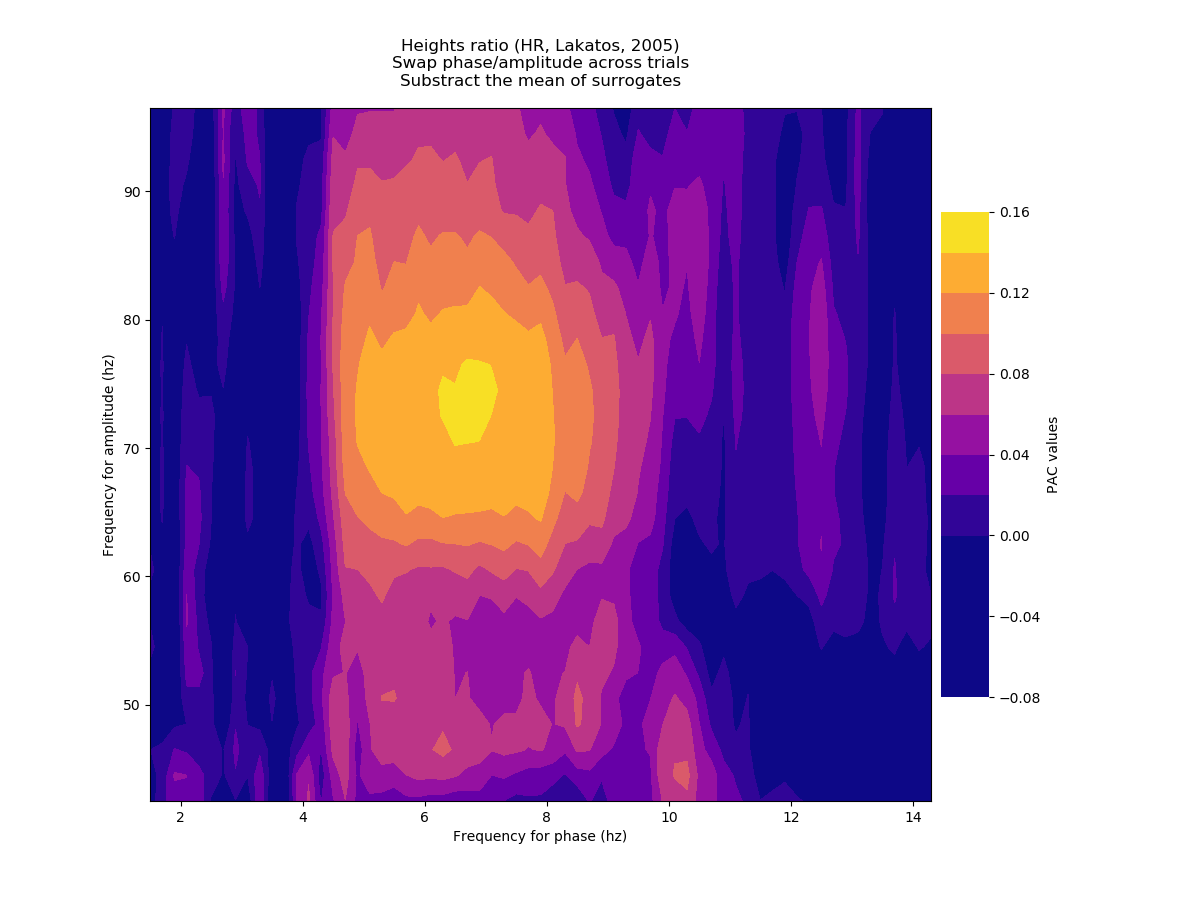 Heights ratio (HR, Lakatos, 2005)
Swap phase/amplitude across trials
Substract the mean of surrogates
Frequency for amplitude (hz)
90
80
70
60
50
2 4 6 8 10 12 14
Frequency for phase (hz)
0.16
0.12
0.08
0.04
0.00
−0.04
−0.08
PAC values